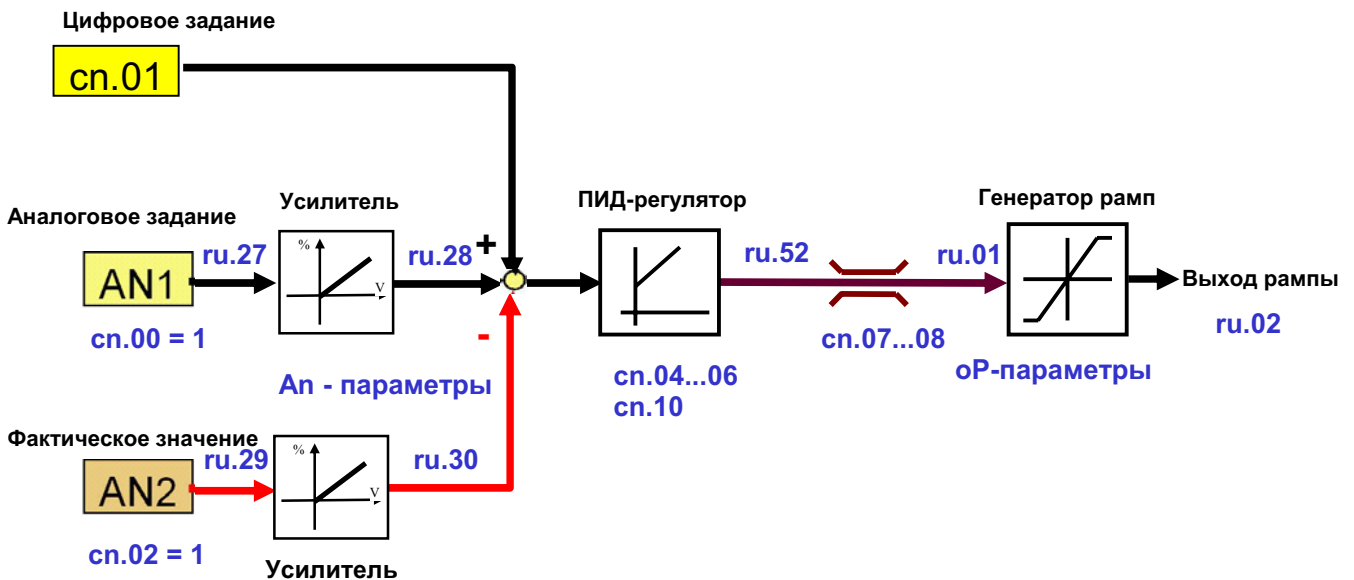 Цифровое задание
cn.01
Аналоговое задание
AN1
cn.00 = 1
ru.27
Усилитель
%
V
ru.28
+
-
An - параметры
ПИД-регулятор
cn.04...06
cn.10
ru.52
cn.07...08
ru.01
Генератор рамп
оР-параметры
Выход рампы
ru.02
Фактическое значение
AN2
cn.02 = 1
ru.29
%
V
ru.30
Усилитель